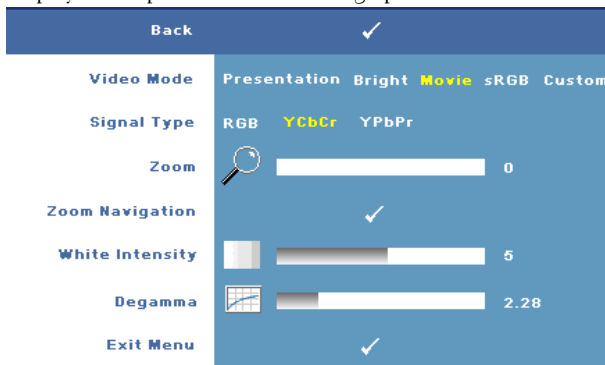 Back
Video Mode Presentation Bright Movie sRGB Custom
Signal Type RGB YCbCr YPbPr
Zoom 0
Zoom Navigation
White Intensity 5
Degamma 2.28
Exit Menu